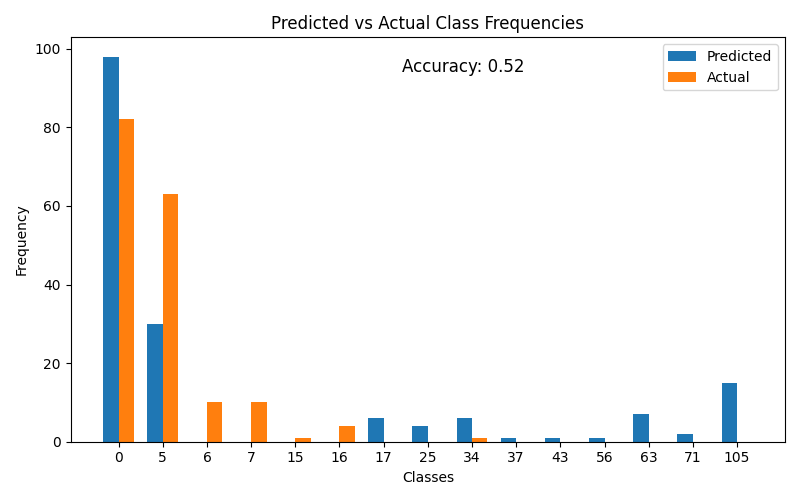 Predicted vs Actual Class Frequencies
Accuracy: 0.52
Predicted
Actual
Frequency
100
80
60
40
20
0
0 5 6 7 15 16 17 25 34 37 43 56 63 71 105
Classes